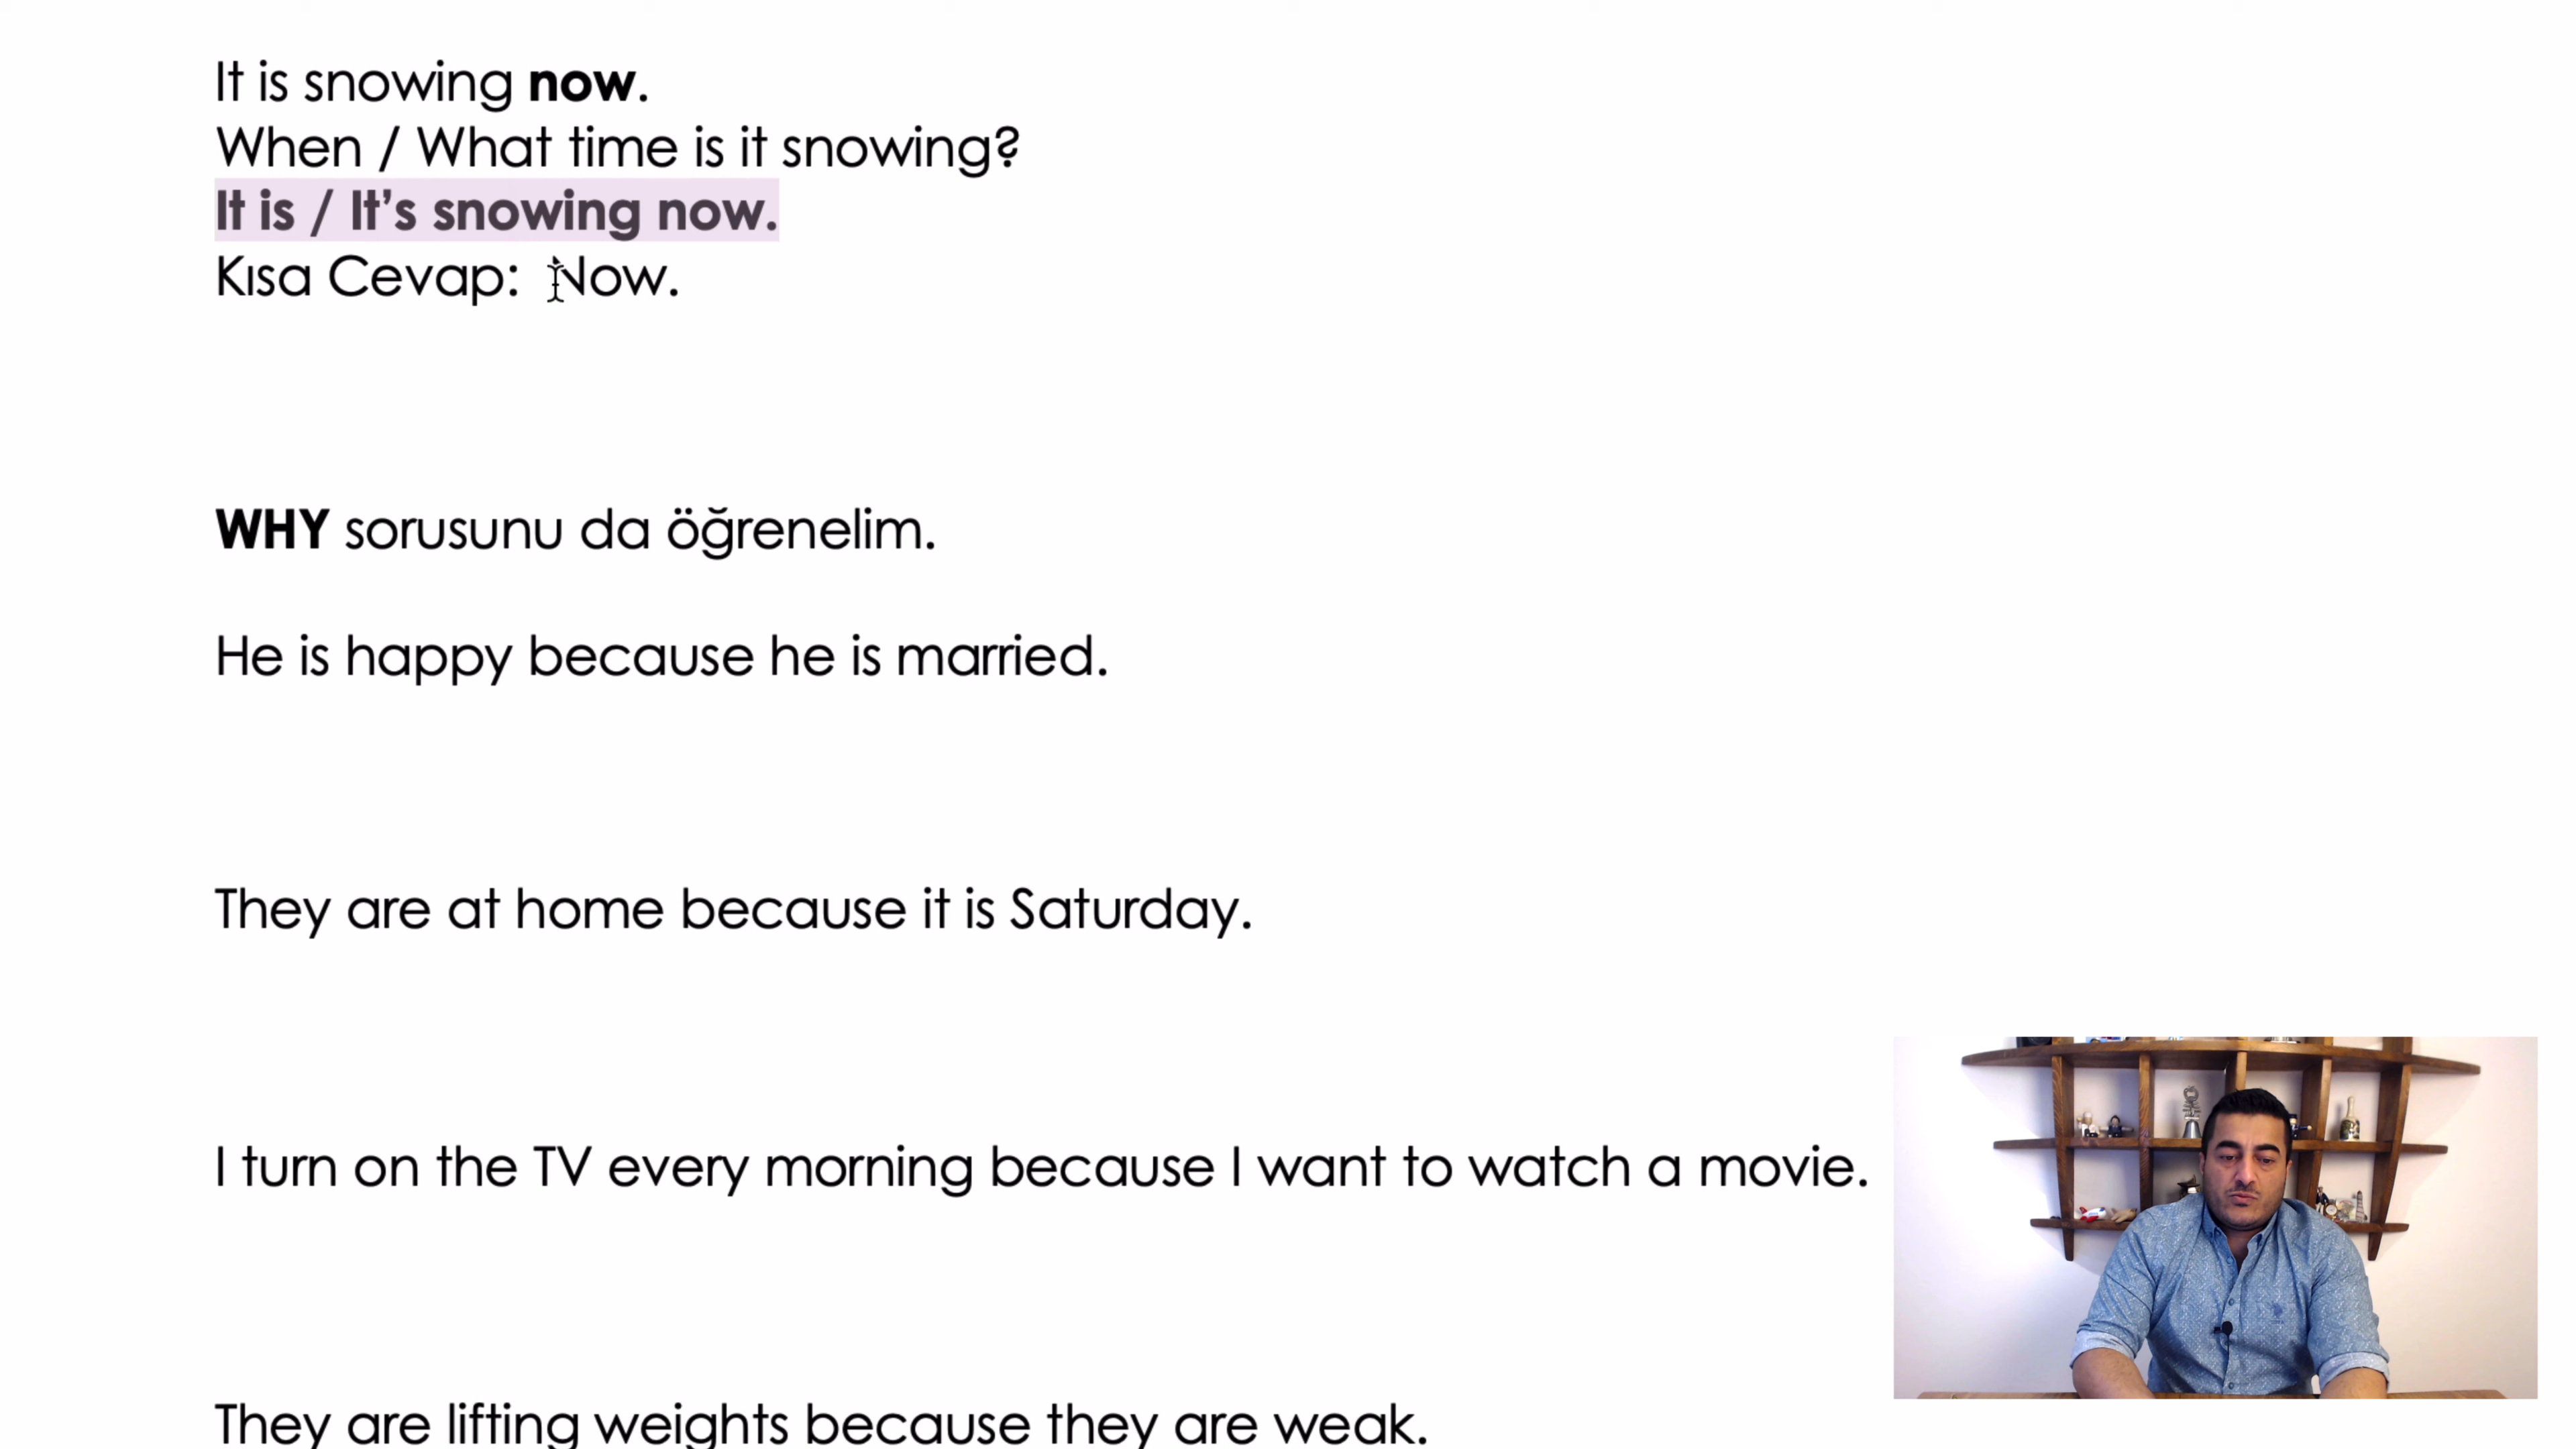 It is snowing now.
When / What time is it snowing?
It is / It's snowing now.
Kısa Cevap: Now.
WHY sorusunu da öğrenelim.
He is happy because he is married.
They are at home because it is Saturday.
I turn on the TV every morning because I want to watch a movie.
They are lifting weights because they are weak.